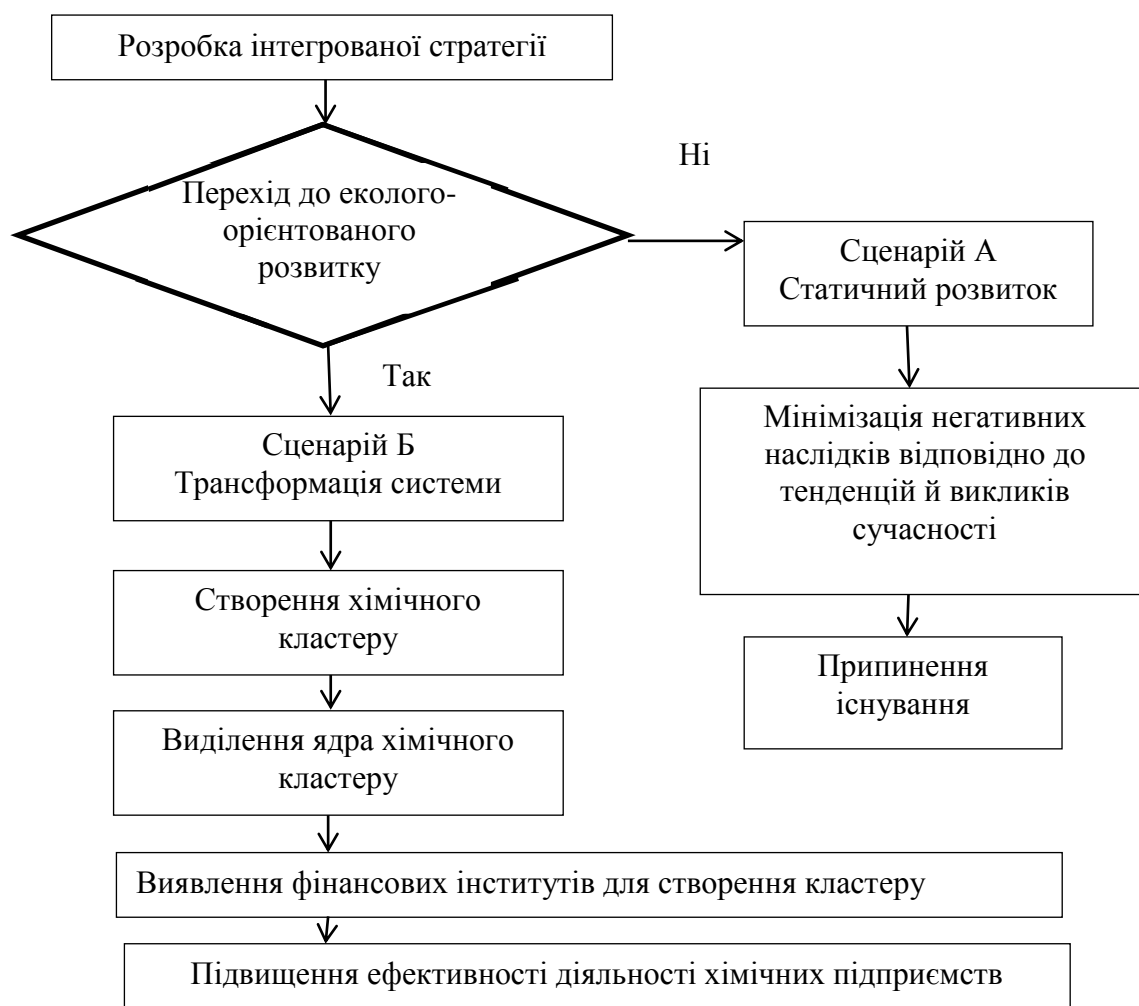 Розробка інтегрованої стратегії
Ні
Перехід до еколого-
орієнтованого
розвитку
Сценарій А
Статичний розвиток
Так
Сценарій Б
Трансформація системи
Мінімізація негативних
наслідків відповідно до
тенденцій й викликів
сучасності
Створення хімічного
кластеру
Припинення
існування
Виділення ядра хімічного
кластеру
Виявлення фінансових інститутів для створення кластеру
Підвищення ефективності діяльності хімічних підприємств